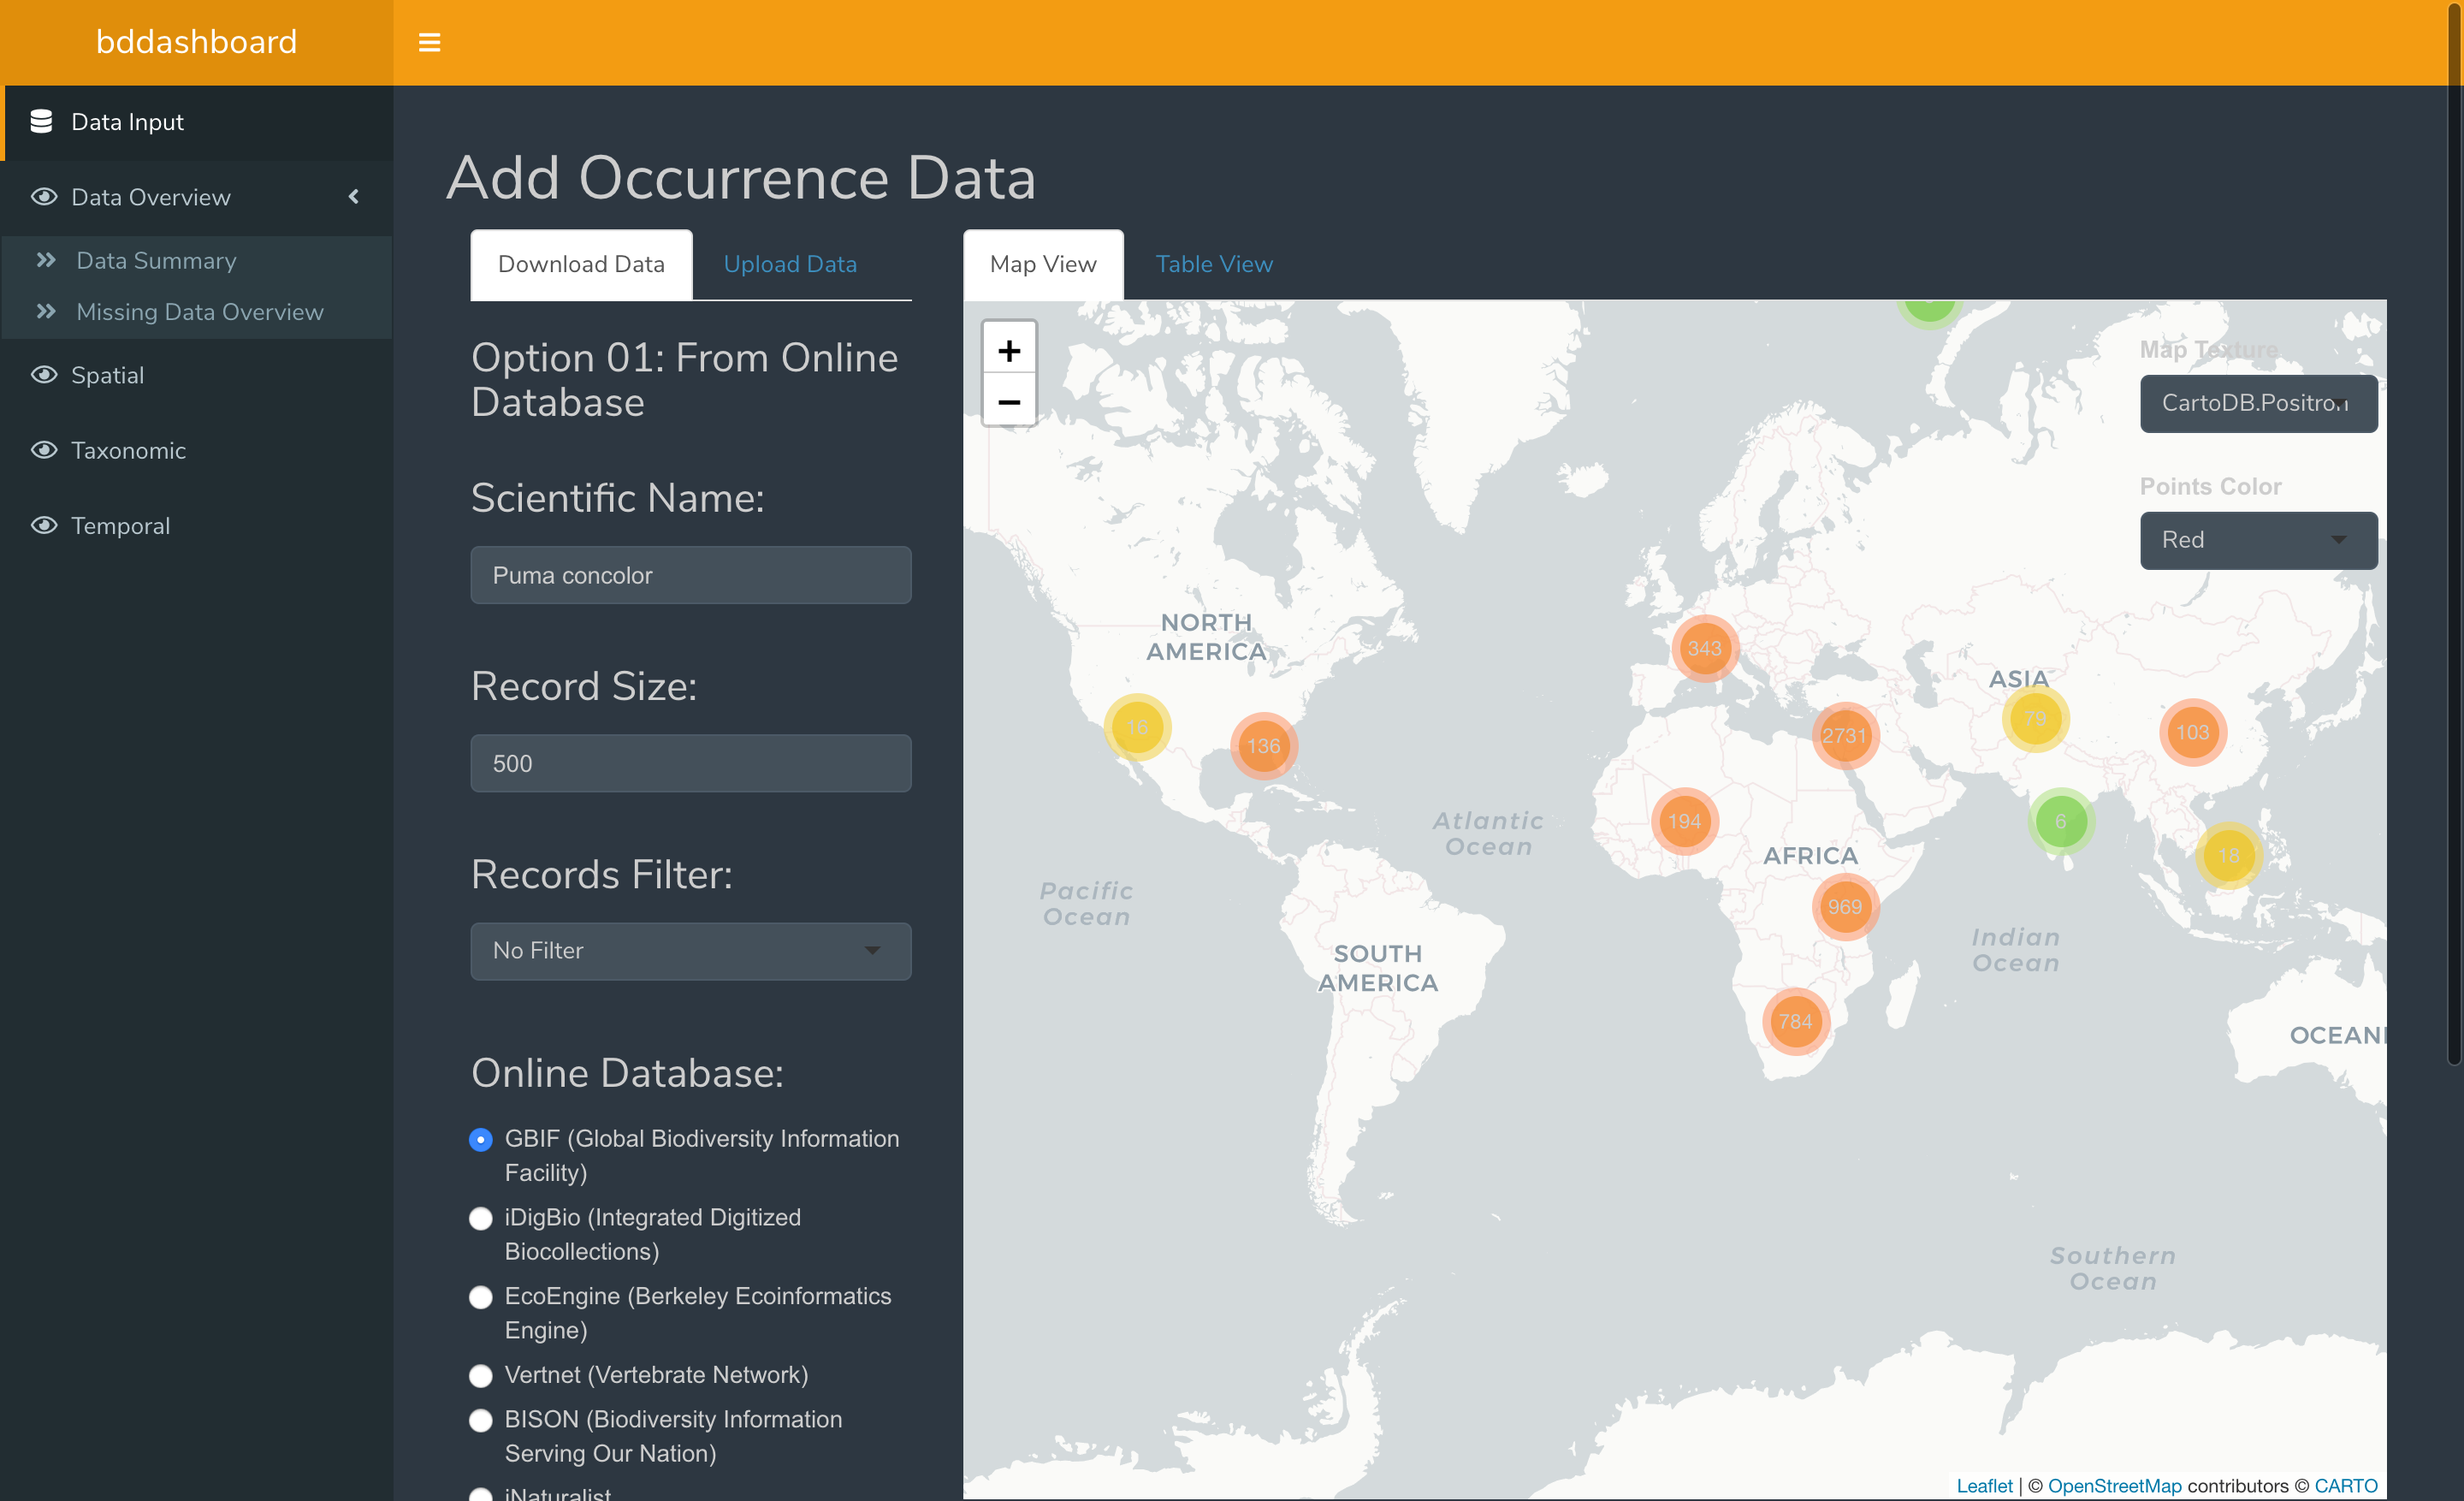 bddashboard
Data Input
Data Overview
Data Summary
Missing Data Overview
Spatial
Taxonomic
Temporal
Add Occurrence Data
Download Data
Upload Data
Option 01: From Online
Database
Scientific Name:
Puma concolor
Record Size:
500
Records Filter:
No Filter
Online Database:
GBIF (Global Biodiversity Information
Facility)
iDigBio (Integrated Digitized
Biocollections)
EcoEngine (Berkeley Ecoinformatics
Engine)
Vertnet (Vertebrate Network)
BISON (Biodiversity Information
Serving Our Nation)
iNaturalist
Map View
Table View
+
−
Map Texture
CartoDB.Positron
Points Color
Red
NORTH
AMERICA
343
ASIA
16
136
2731
79
103
194
6
18
Atlantic
Ocean
AFRICA
Pacific
Ocean
969
SOUTH
AMERICA
Indian
Ocean
784
OCEANI
Southern
Ocean
Leaflet | © OpenStreetMap contributors © CARTO